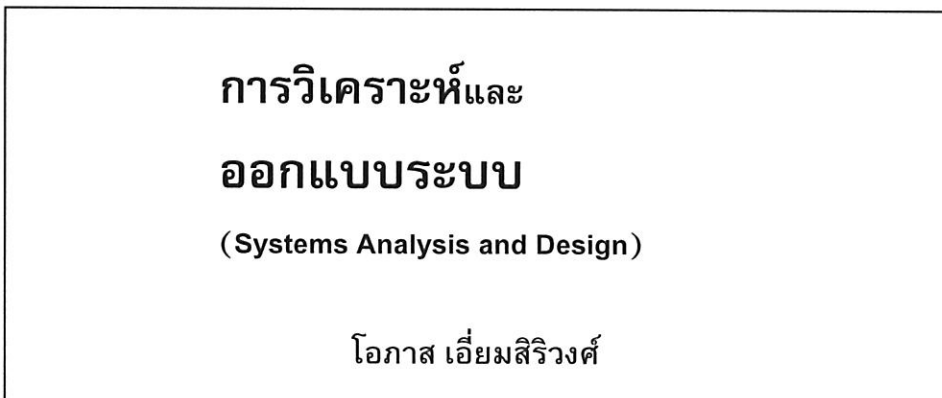 การวิเคราะห์และ
ออกแบบระบบ
(Systems Analysis and Design)
โอภาส เอี่ยมสิริวงศ์